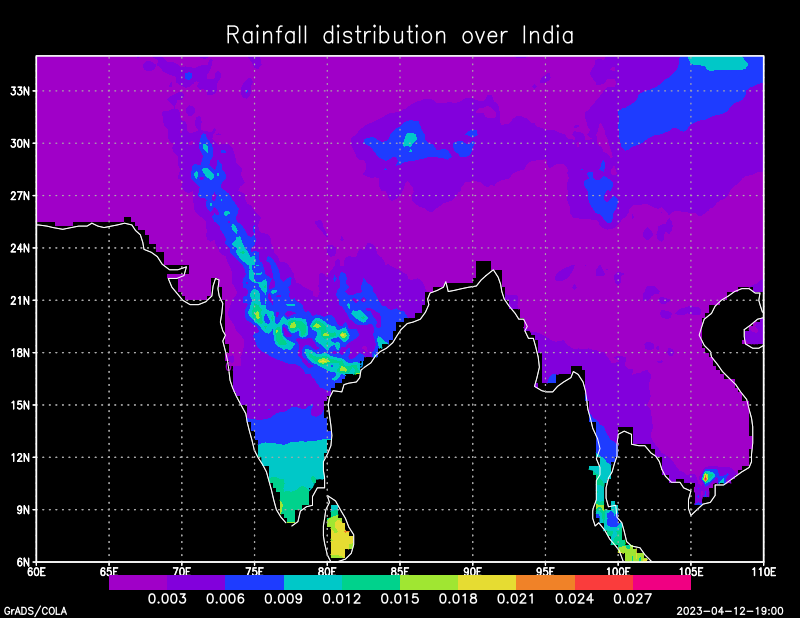 Rainfall distribution over India
33N
30N
27N
24N
21N
18N
15N
12N
9N
6N
60E 65E 70E 75E 80E 85E 90E 95E 100E 105E 110E
0.003 0.006 0.009 0.012 0.015 0.018 0.021 0.024 0.027
GrADS/COLA 2023-04-12-19:00